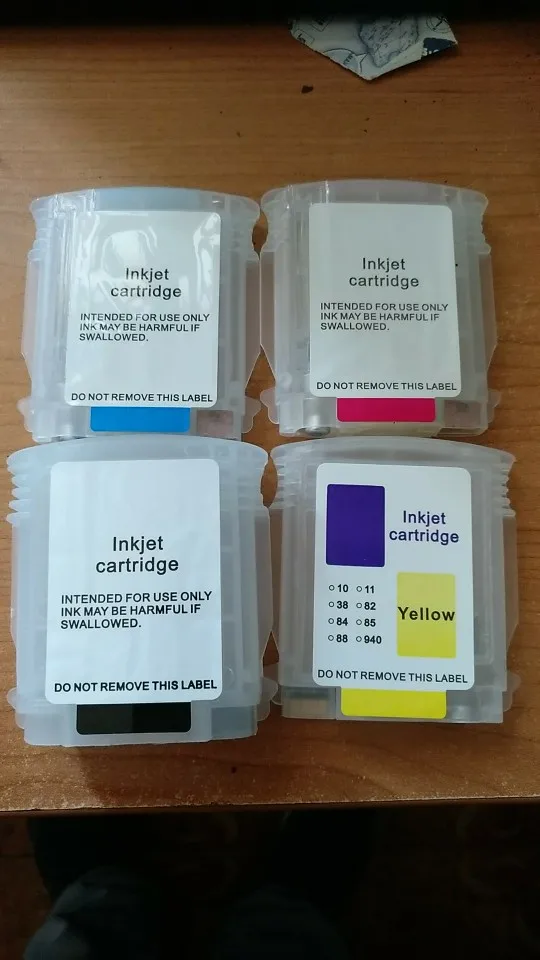 Inkjet
cartridge
INTENDED FOR USE ONLY
INK MAY BE HARMFUL IF
SWALLOWED.
DO NOT REMOVE THIS LABEL
Inkjet
cartridge
INTENDED FOR USE ONLY
INK MAY BE HARMFUL IF
SWALLOWED.
DO NOT REMOVE THIS LABEL
Inkjet
cartridge
INTENDED FOR USE ONLY
INK MAY BE HARMFUL IF
SWALLOWED.
DO NOT REMOVE THIS LABEL
Inkjet
cartridge
10 11
38 82
84 85
88 940
Yellow
DO NOT REMOVE THIS LABEL